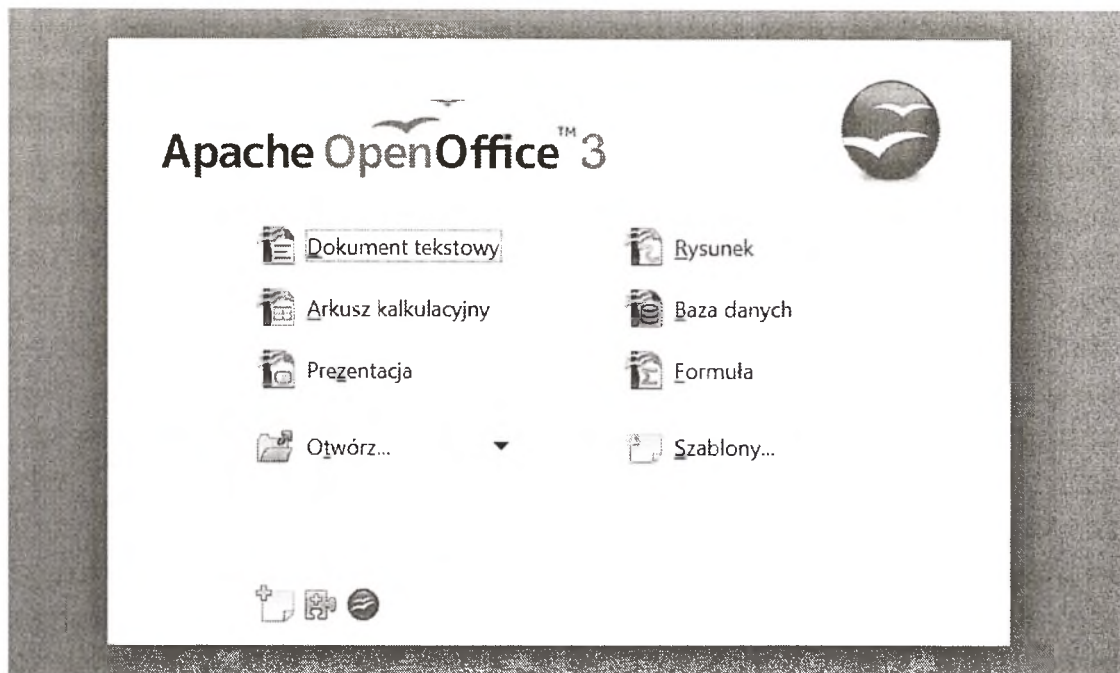 Apache OpenOffice™ 3
Dokument tekstowy
Rysunek
Arkusz kalkulacyjny
Baza danych
Prezentacja
Formuła
Otwórz...
Szablony...